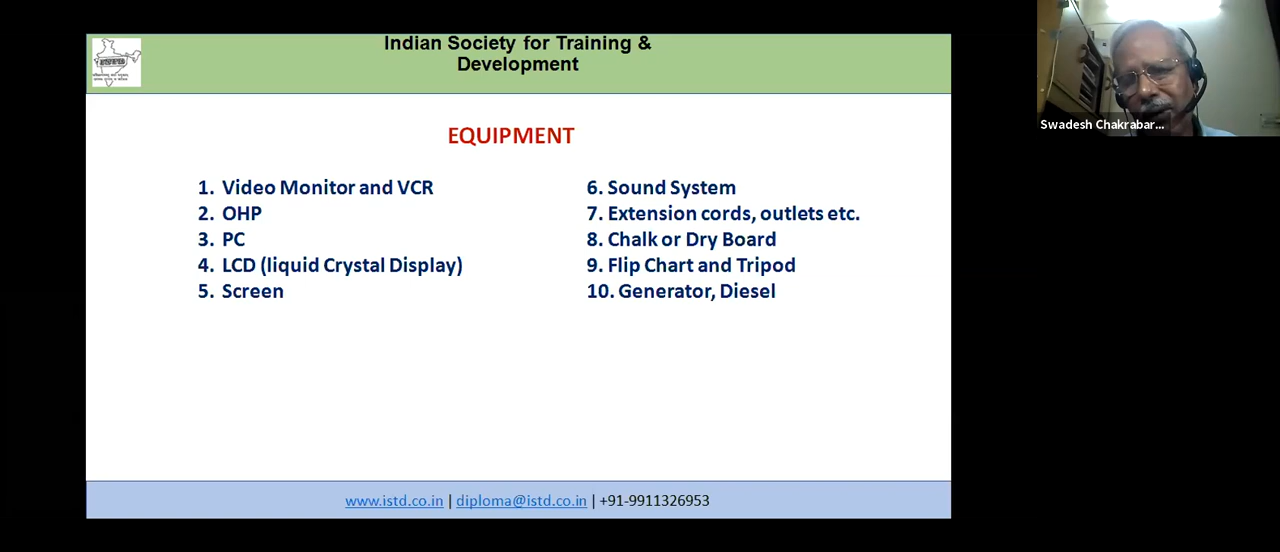 Indian Society for Training &
Development
EQUIPMENT
1. Video Monitor and VCR
2. OHP
3. PC
4. LCD (liquid Crystal Display)
5. Screen
6. Sound System
7. Extension cords, outlets etc.
8. Chalk or Dry Board
9. Flip Chart and Tripod
10. Generator, Diesel
www.istd.co.in | diploma@istd.co.in | +91-9911326953
Swadesh Chakrabar...